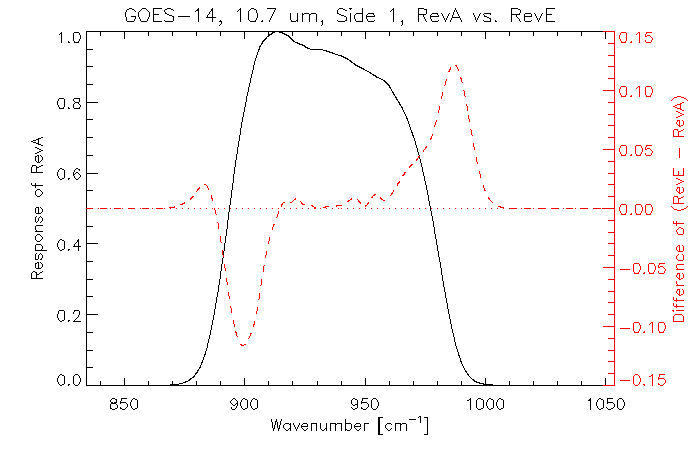 GOES-14, 10.7 um, Side 1, RevA vs. RevE
1.0
0.8
0.6
0.4
0.2
0.0
Response of RevA
0.15
0.10
0.05
0.00
-0.05
-0.10
-0.15
Difference of (RevE - RevA)
850 900 950 1000 1050
Wavenumber [cm⁻¹]